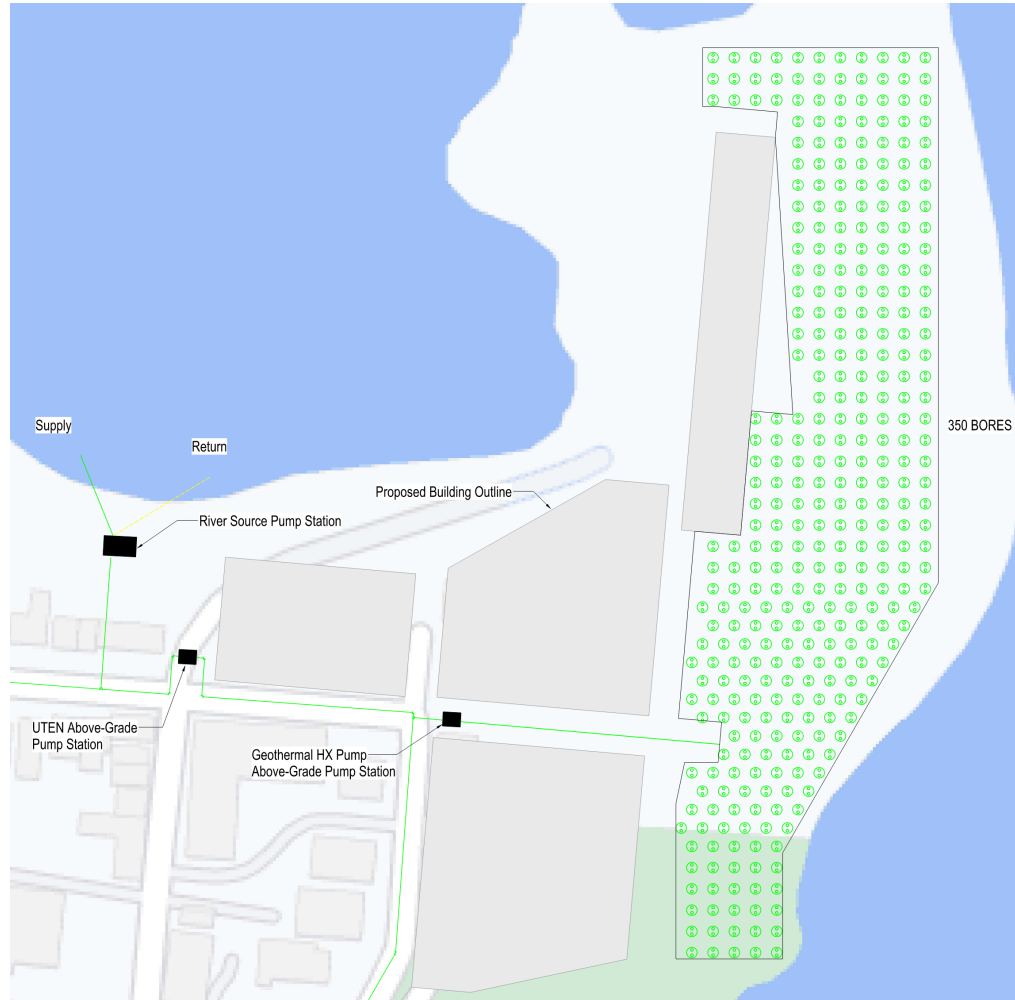 Supply
Return
350 BORES
Proposed Building Outline
River Source Pump Station
UTEN Above-Grade
Pump Station
Geothermal HX Pump
Above-Grade Pump Station